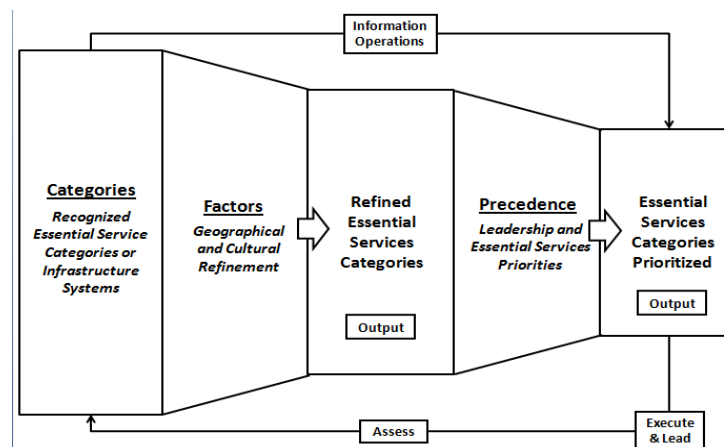 Information
Operations
Categories
Recognized
Essential Service
Categories or
Infrastructure
Systems
Factors
Geographical
and Cultural
Refinement
Refined
Essential
Services
Categories
Output
Precedence
Leadership and
Essential Services
Priorities
Essential
Services
Categories
Prioritized
Output
Assess
Execute
& Lead